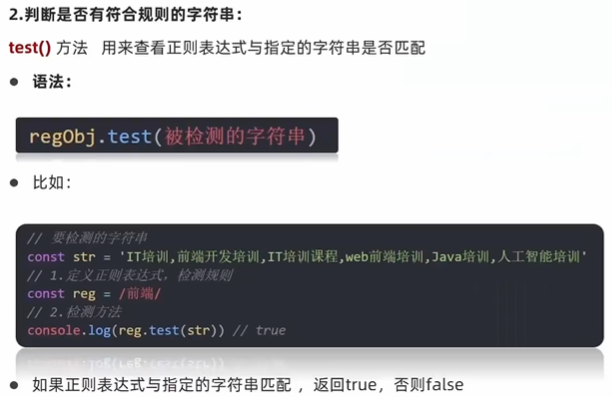 2.判断是否有符合规则的字符串：
test() 方法 用来查看正则表达式与指定的字符串是否匹配
● 语法：
regObj.test(被检测的字符串)
● 比如：
// 要检测的字符串
const str = 'IT培训,前端开发培训,IT培训课程,web前端培训,Java培训,人工智能培训'
// 1.定义正则表达式，检测规则
const reg = /前端/
// 2.检测方法
console.log(reg.test(str)) // true
● 如果正则表达式与指定的字符串匹配 ，返回true，否则false